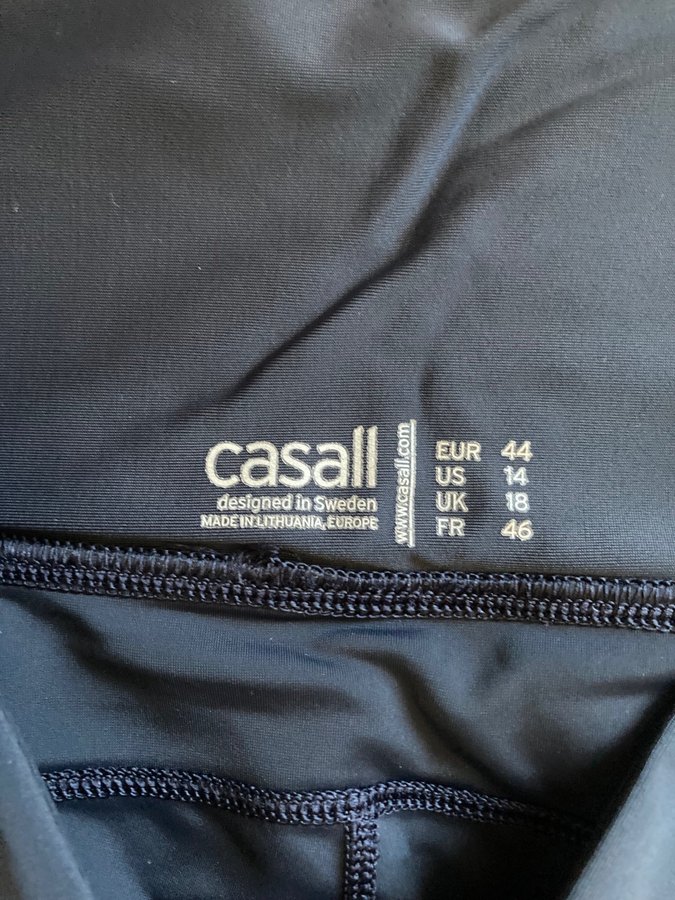 casall
designed in Sweden
MADE IN LITHUANIA, EUROPE
www.casall.com
EUR 44
US 14
UK 18
FR 46